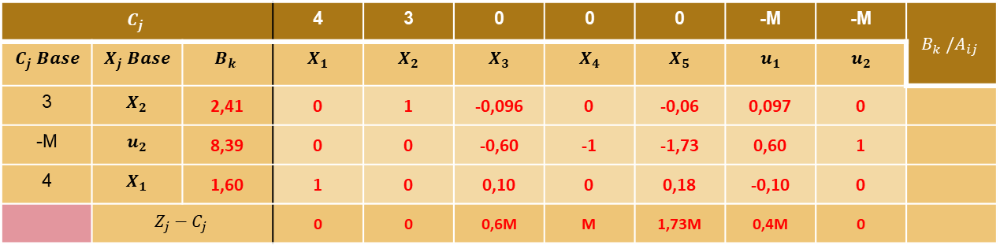 C_j 4 3 0 0 0 -M -M B_k /A_ij
C_j Base X_j Base B_k X_1 X_2 X_3 X_4 X_5 u_1 u_2
3 X_2 2,41 0 1 -0,096 0 -0,06 0,097 0
-M u_2 8,39 0 0 -0,60 -1 -1,73 0,60 1
4 X_1 1,60 1 0 0,10 0 0,18 -0,10 0
Z_j − C_j 0 0 0,6M M 1,73M 0,4M 0